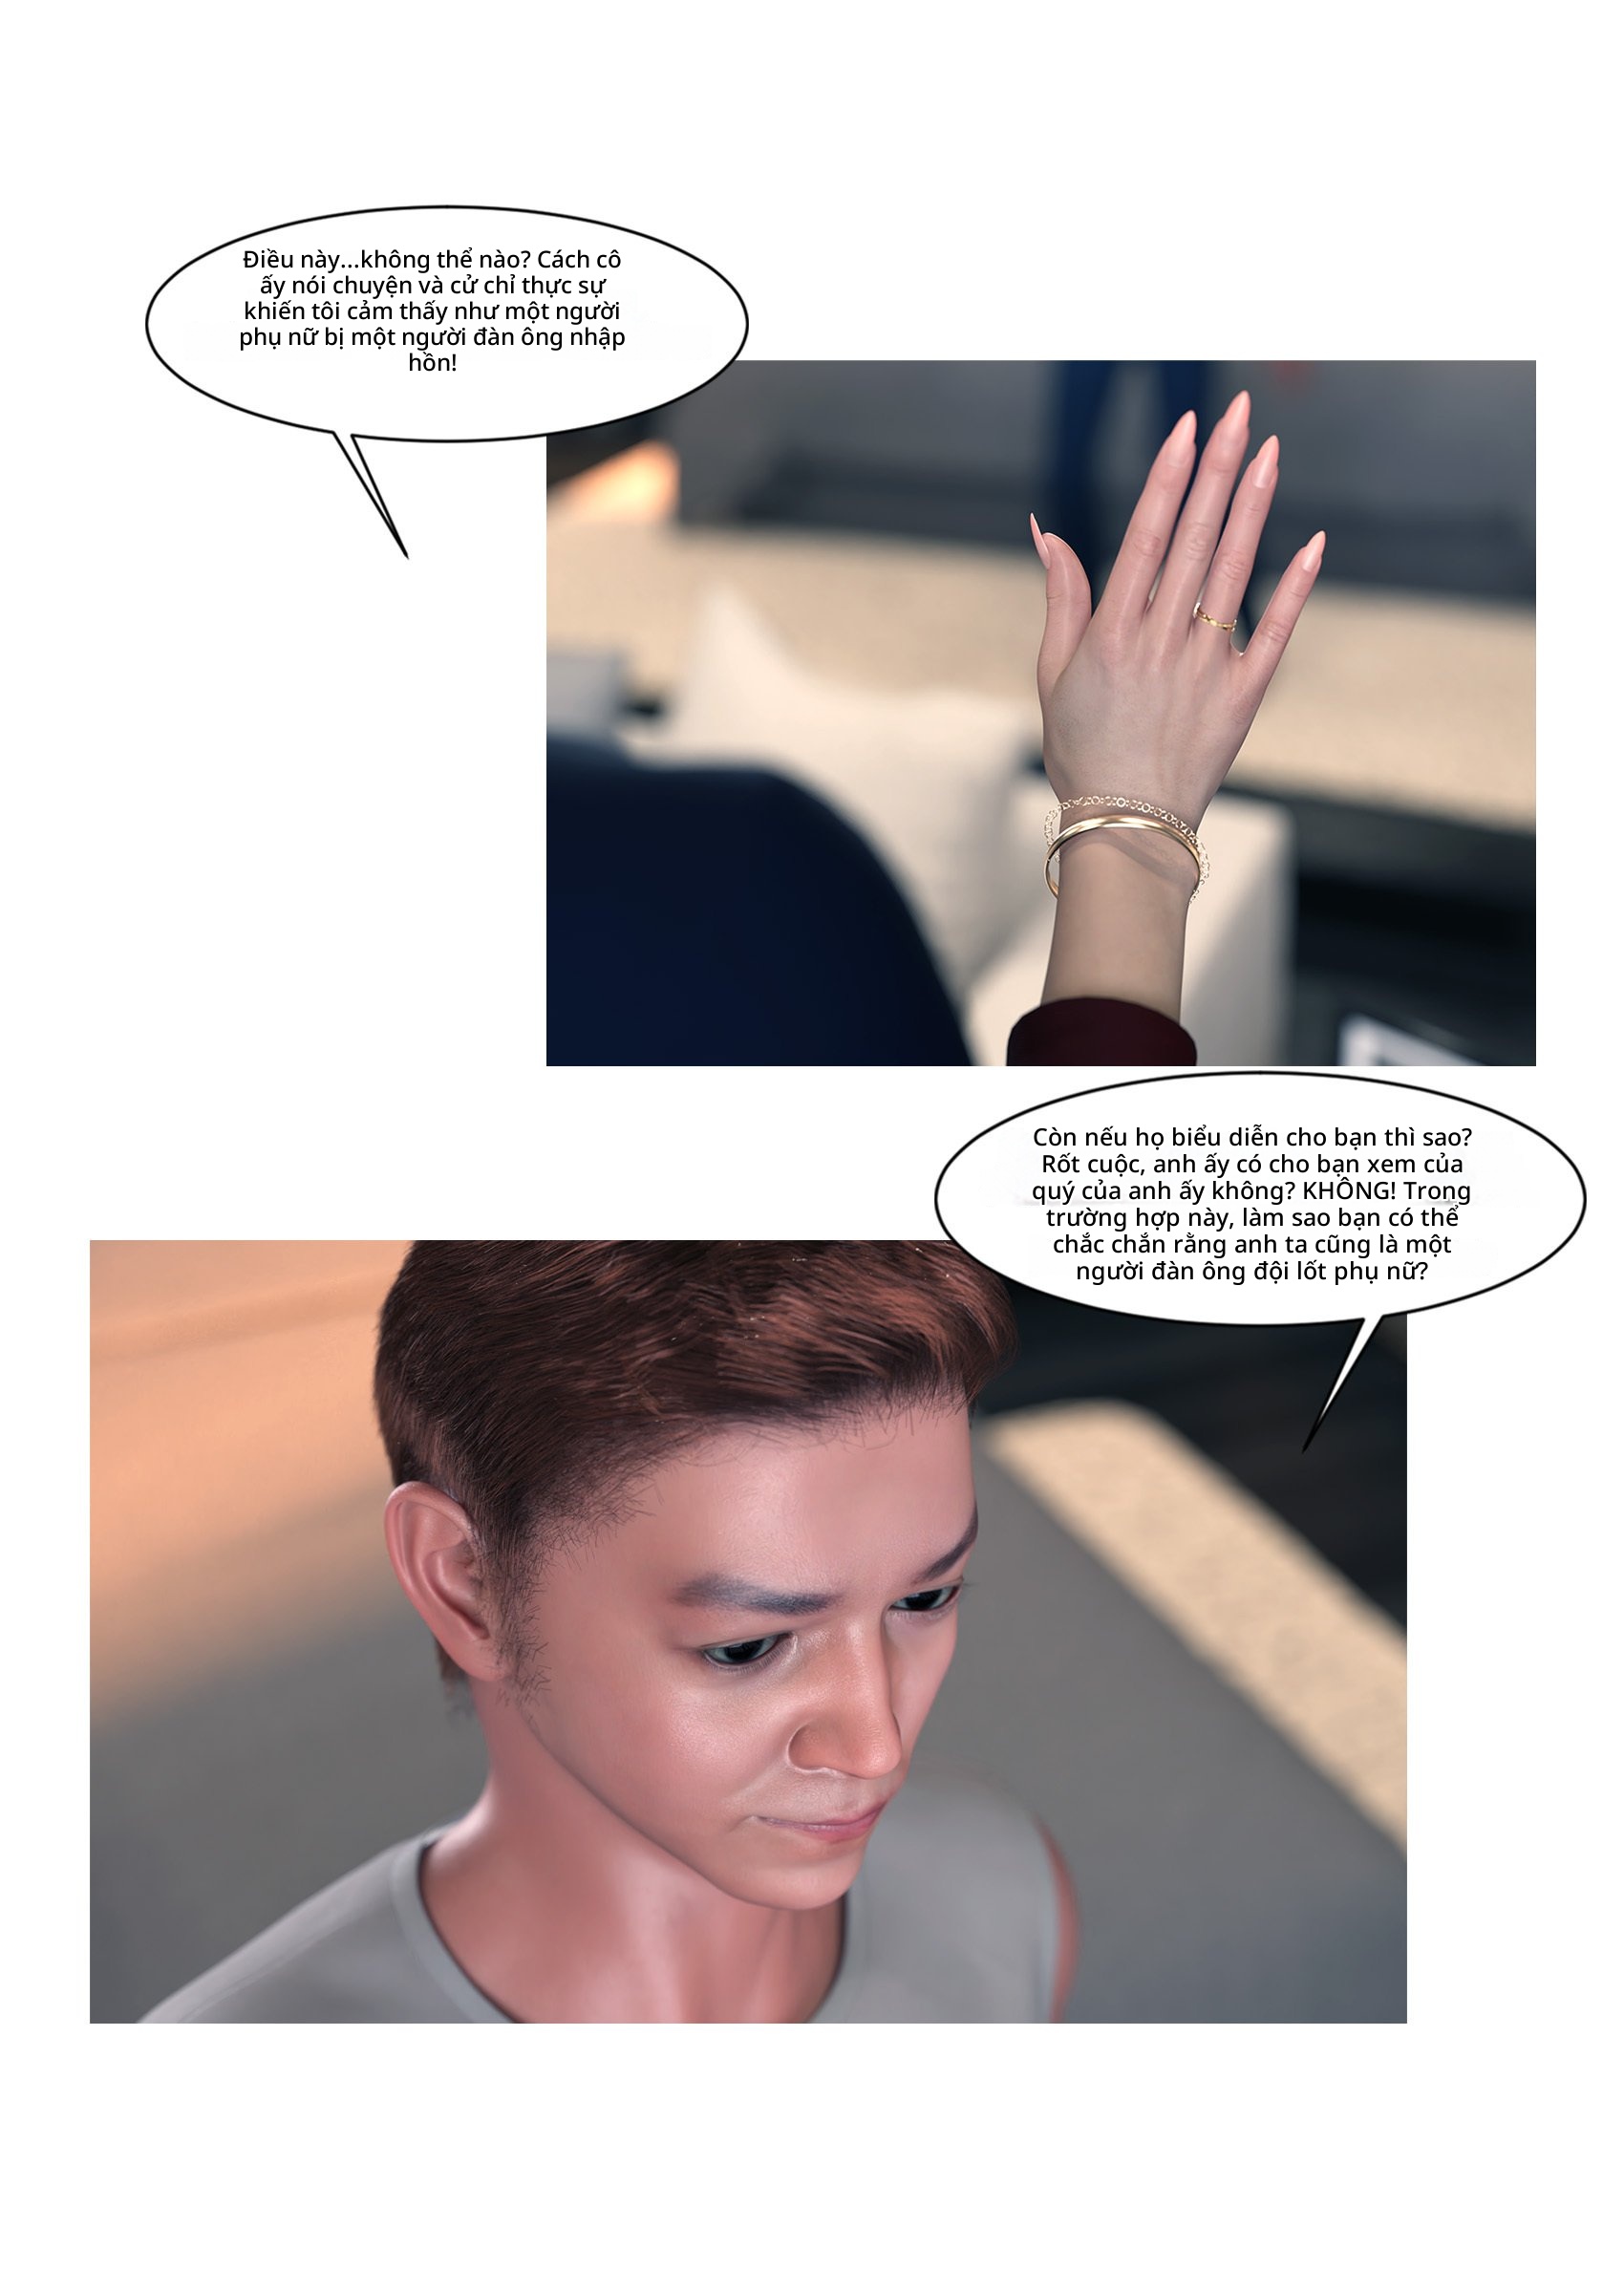 Điều này...không thể nào? Cách cô
ấy nói chuyện và cử chỉ thực sự
khiến tôi cảm thấy như một người
phụ nữ bị một người đàn ông nhập
hồn!
Còn nếu họ biểu diễn cho bạn thì sao?
Rốt cuộc, anh ấy có cho bạn xem của
quý của anh ấy không? KHÔNG! Trong
trường hợp này, làm sao bạn có thể
chắc chắn rằng anh ta cũng là một
người đàn ông đội lốt phụ nữ?